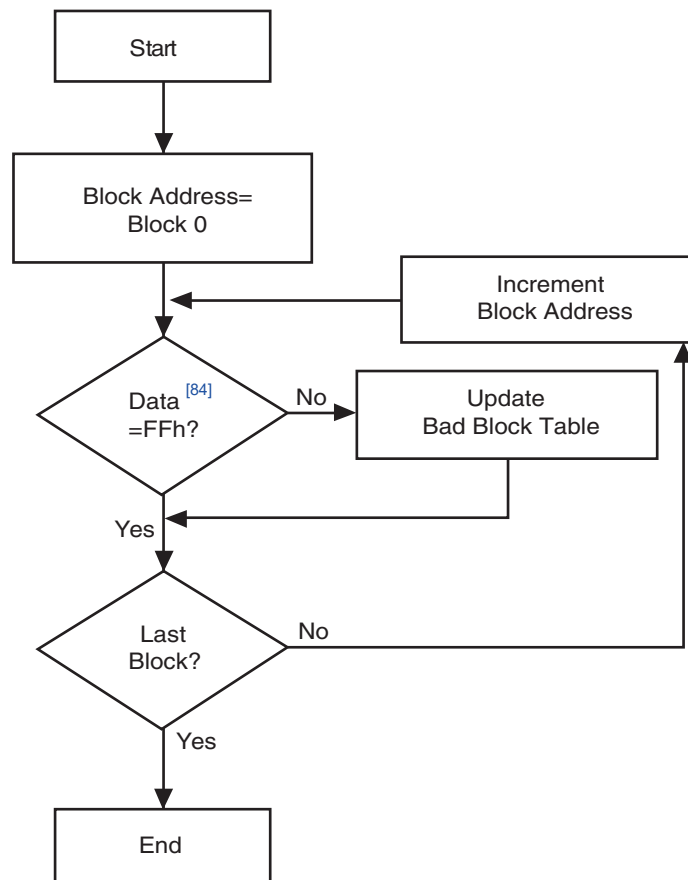 Start
Block Address=
Block 0
Increment
Block Address
Data [84]
=FFh?
No
Update
Bad Block Table
Yes
Last
Block?
No
Yes
End